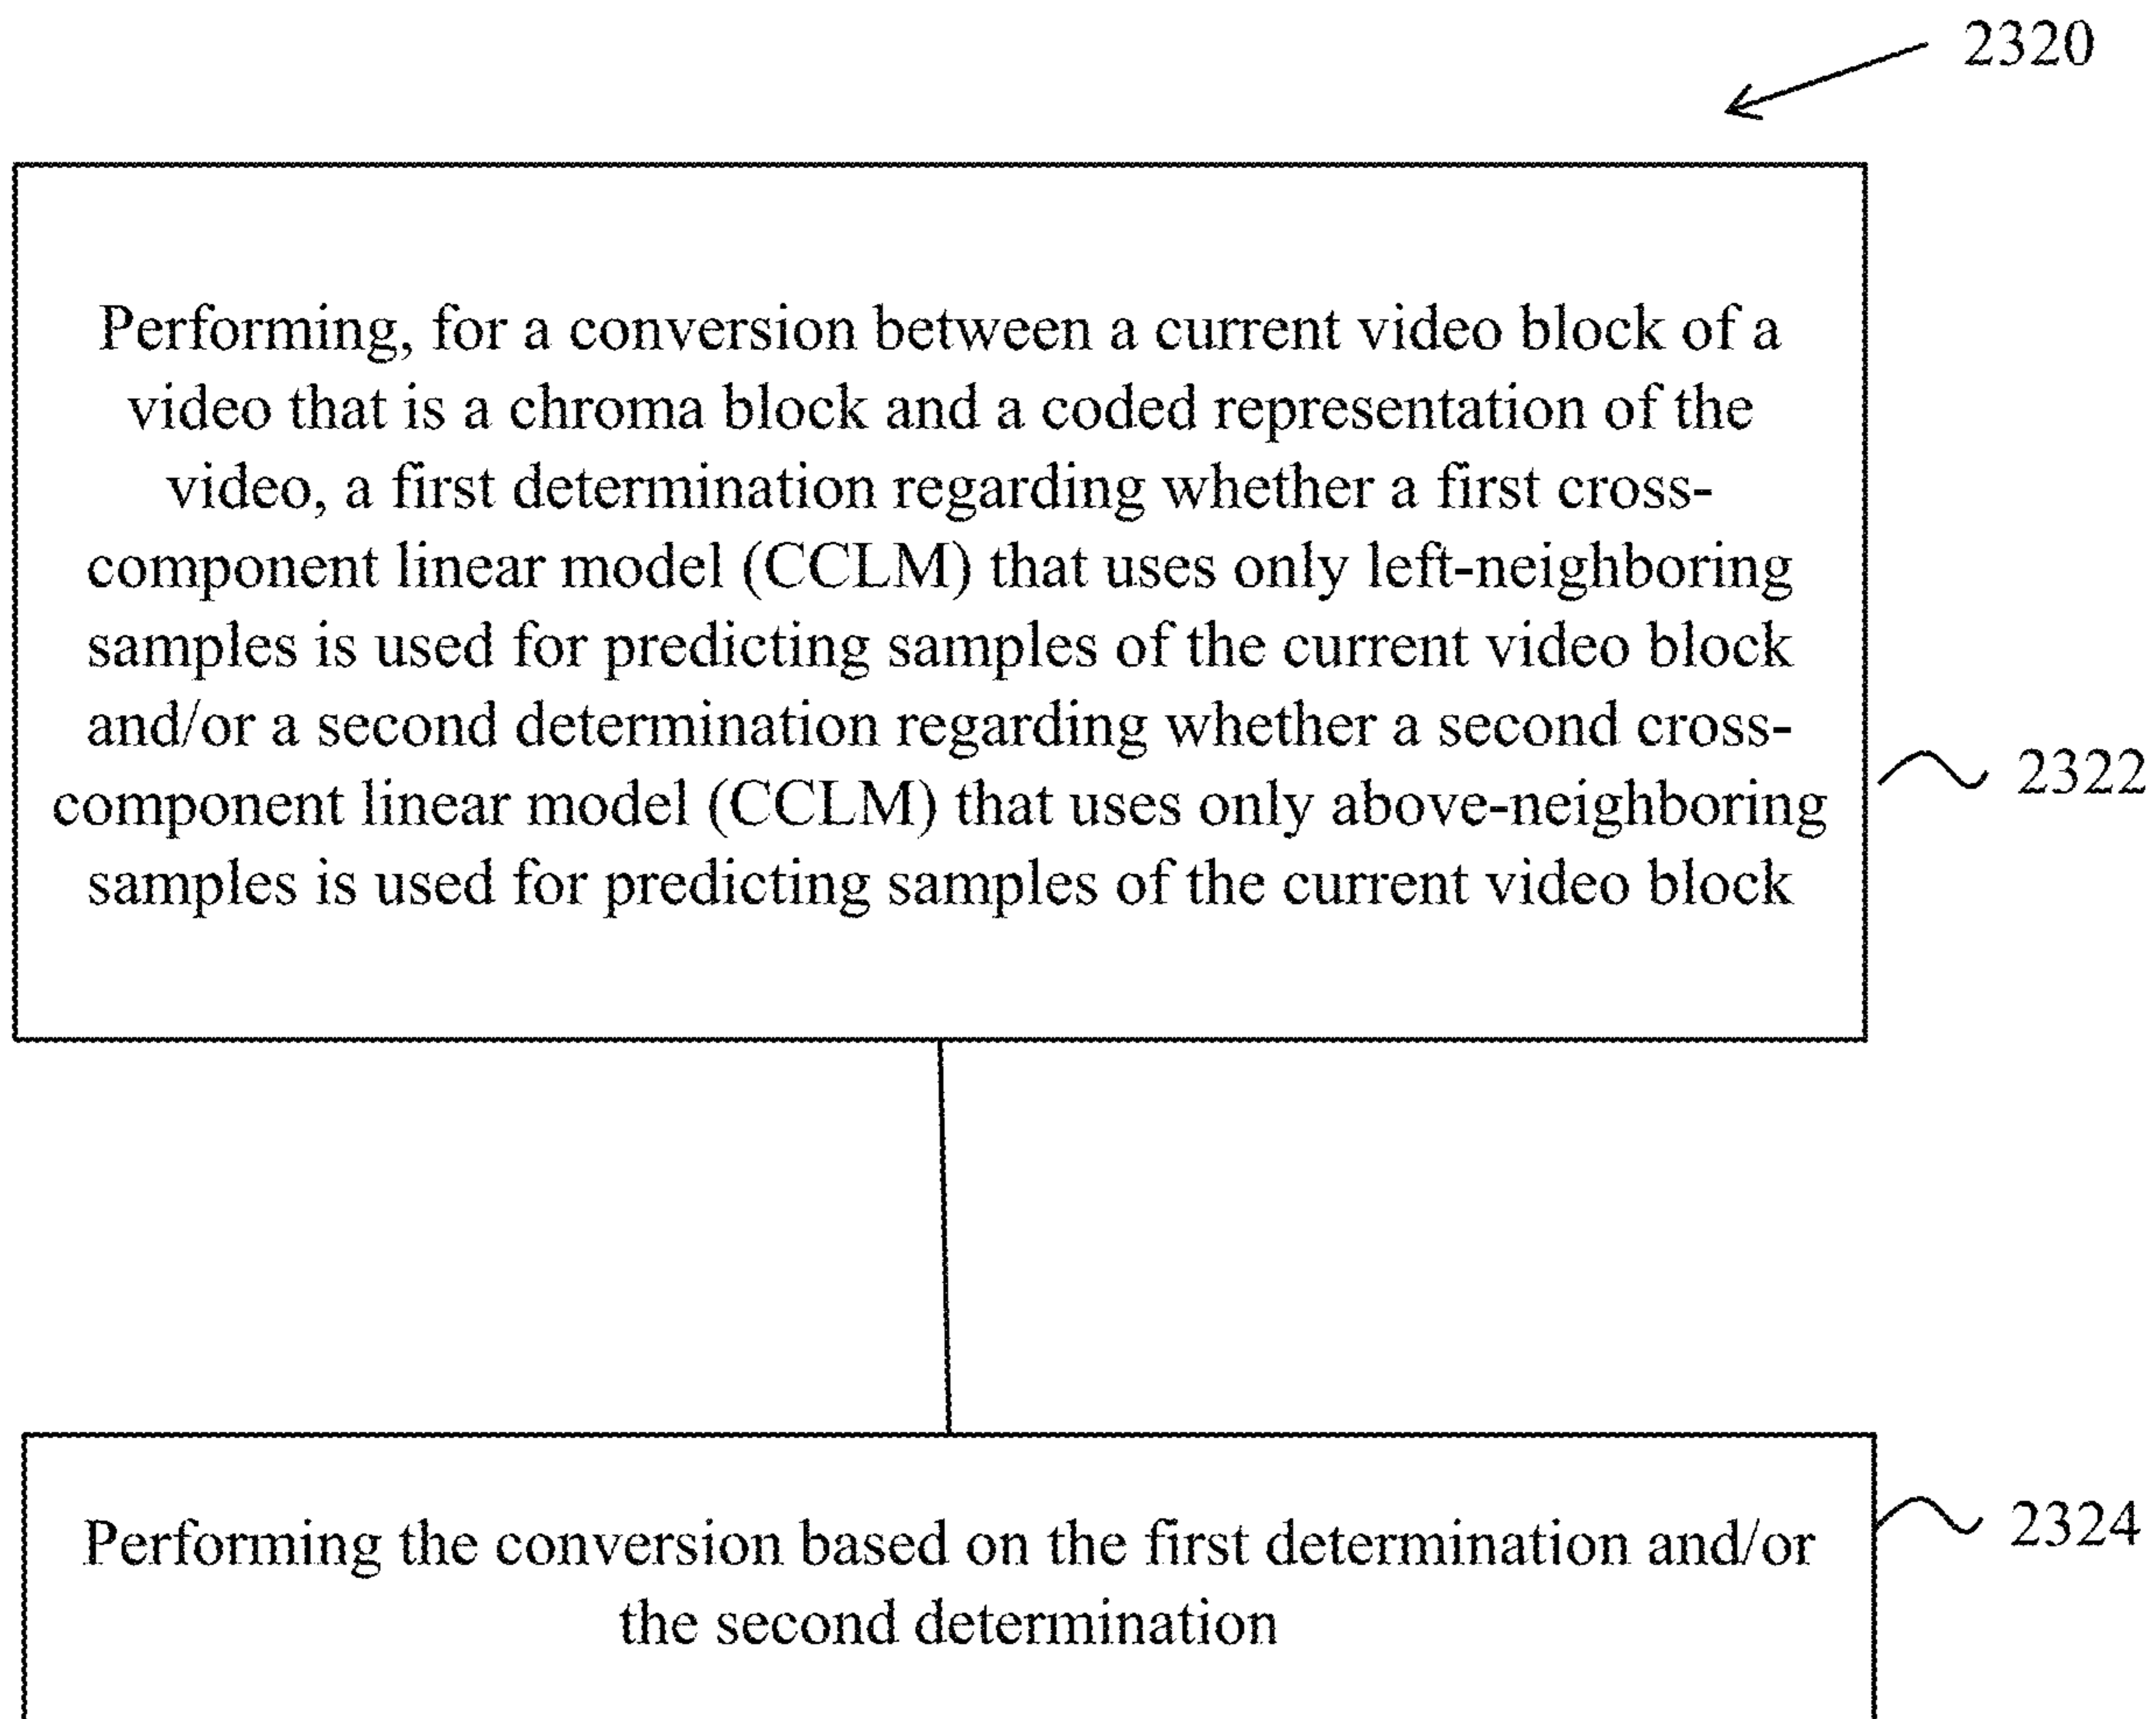 2320
Performing, for a conversion between a current video block of a
video that is a chroma block and a coded representation of the
video, a first determination regarding whether a first cross-
component linear model (CCLM) that uses only left-neighboring
samples is used for predicting samples of the current video block
and/or a second determination regarding whether a second cross-
component linear model (CCLM) that uses only above-neighboring
samples is used for predicting samples of the current video block
2322
Performing the conversion based on the first determination and/or
the second determination
2324